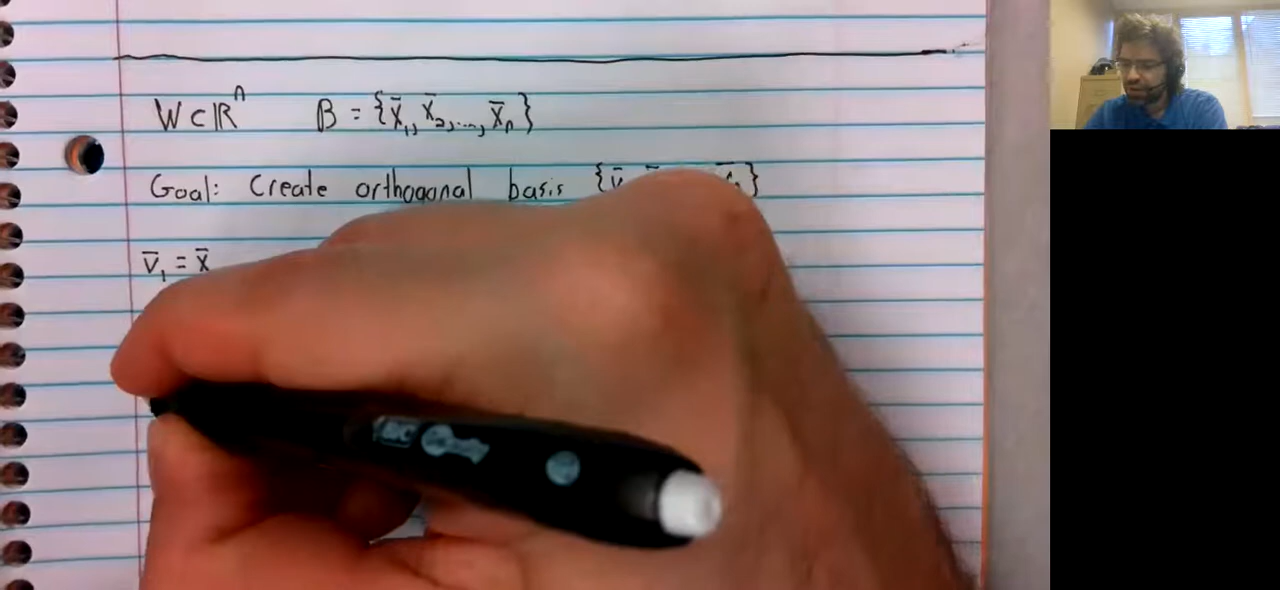 W ⊂ ℝⁿ B = {x̄₁, x̄₂, ..., x̄ₙ}
Goal: Create orthogonal basis {v̄
v̄₁ = x̄